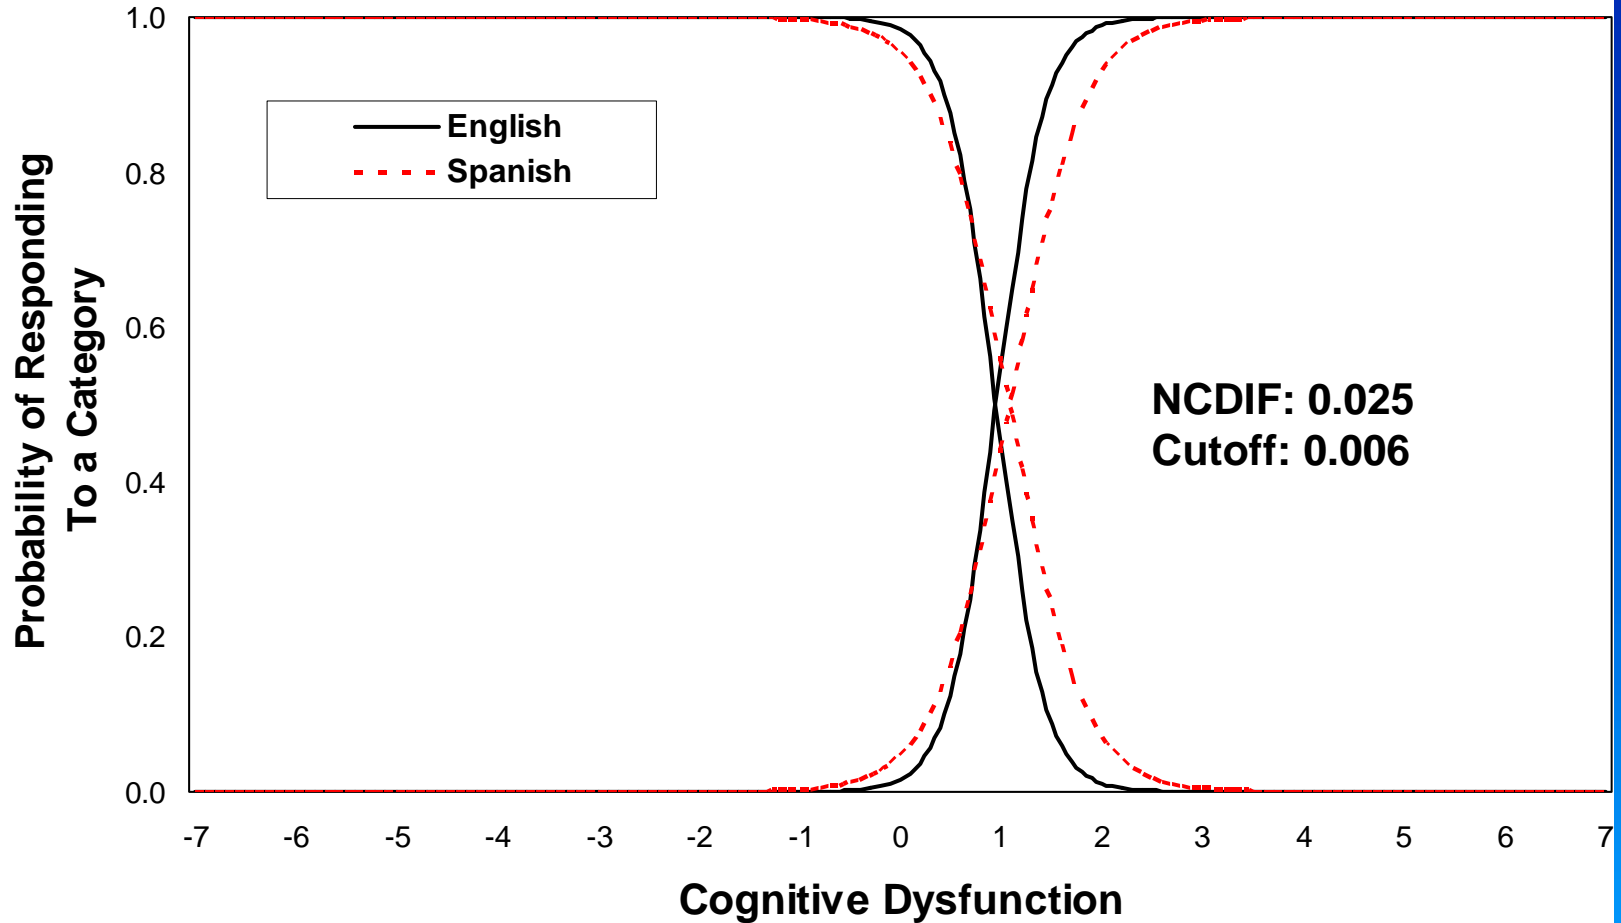 Probability of Responding
To a Category
1.0
0.8
0.6
0.4
0.2
0.0
English
Spanish
NCDIF: 0.025
Cutoff: 0.006
-7 -6 -5 -4 -3 -2 -1 0 1 2 3 4 5 6 7
Cognitive Dysfunction